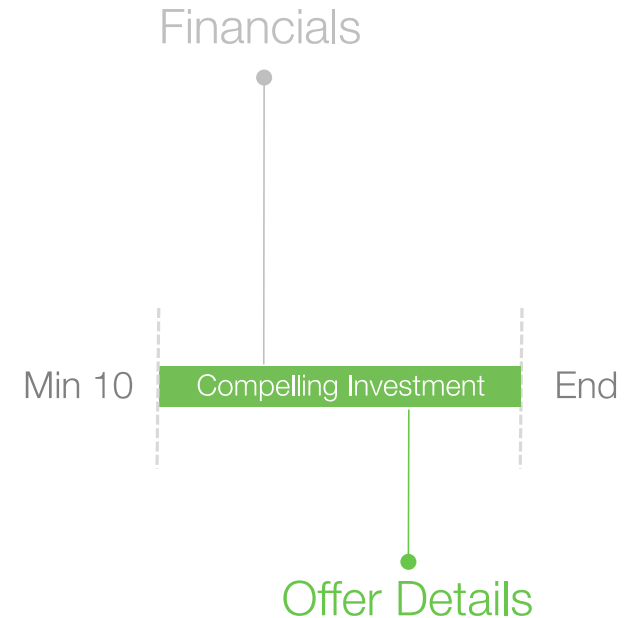 Financials
Min 10
Compelling Investment
End
Offer Details